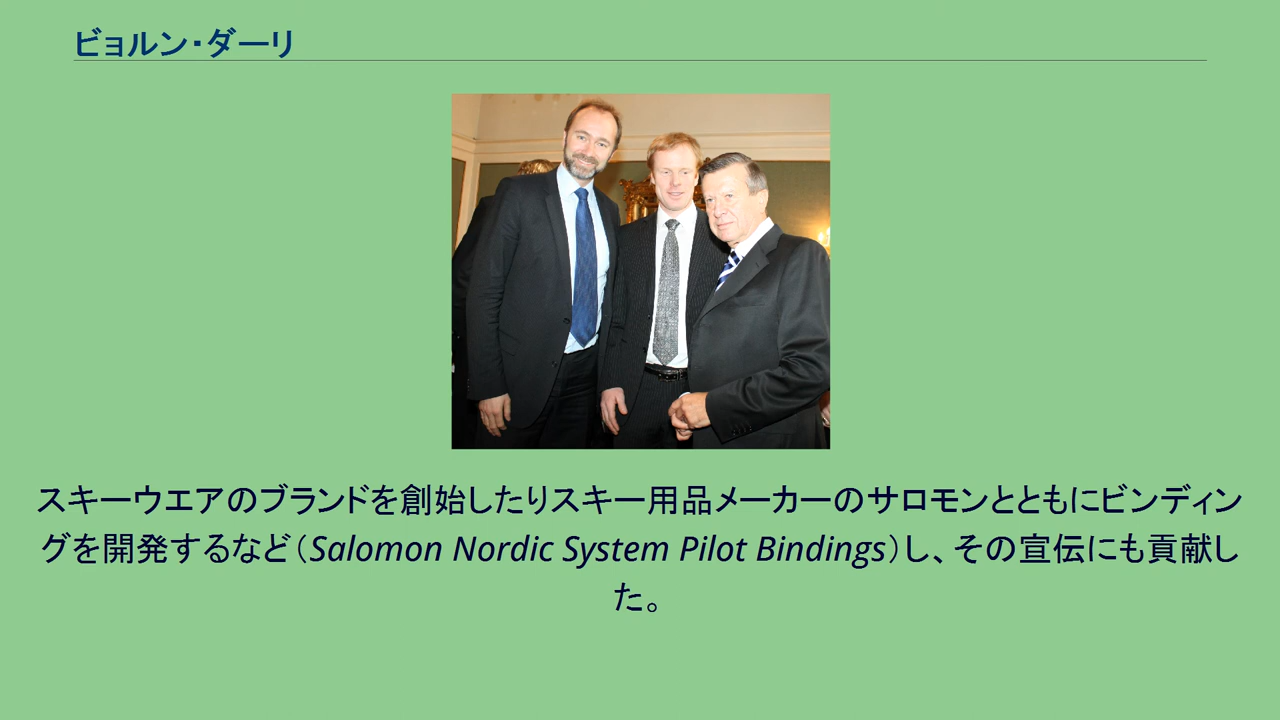 ビョルン・ダーリ
スキーウエアのブランドを創始したりスキー用品メーカーのサロモンとともにビンディン
グを開発するなど（Salomon Nordic System Pilot Bindings）し、その宣伝にも貢献し
た。